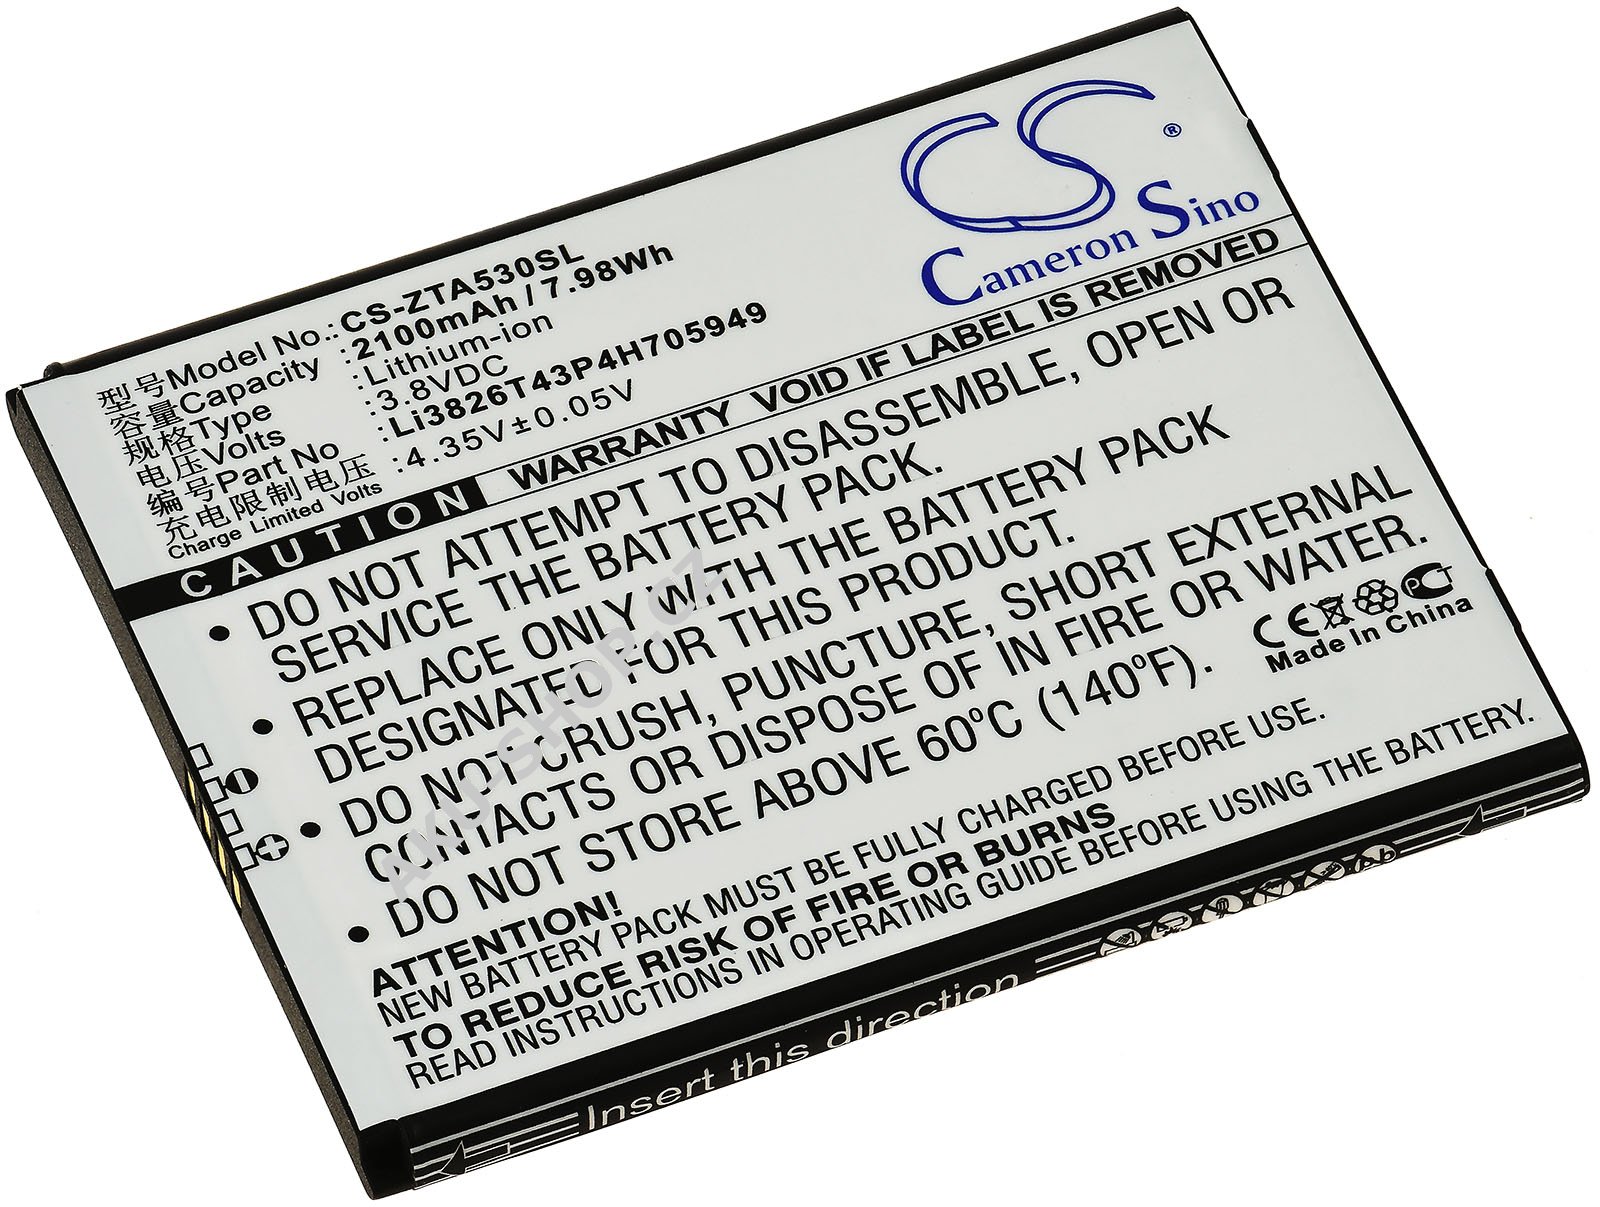 CS®
Cameron Sino
型号Model No.: CS-ZTA530SL
容量Capacity : 2100mAh / 7.98Wh
规格Type : Lithium-ion
电压Volts : 3.8VDC
编号Part No : Li3826T43P4H705949
充电限制电压 : 4.35V±0.05V
Charge Limited Volts
CAUTION WARRANTY VOID IF LABEL IS REMOVED
• DO NOT ATTEMPT TO DISASSEMBLE, OPEN OR
SERVICE THE BATTERY PACK.
• REPLACE ONLY WITH THE BATTERY PACK
DESIGNATED FOR THIS PRODUCT.
• DO NOT CRUSH, PUNCTURE, SHORT EXTERNAL
CONTACTS OR DISPOSE OF IN FIRE OR WATER.
• DO NOT STORE ABOVE 60°C (140°F).
CE PCT
Made In China
ATTENTION!
NEW BATTERY PACK MUST BE FULLY CHARGED BEFORE USE.
TO REDUCE RISK OF FIRE OR BURNS
READ INSTRUCTIONS IN OPERATING GUIDE BEFORE USING THE BATTERY.
Insert this direction
AKU-SHOP.CZ